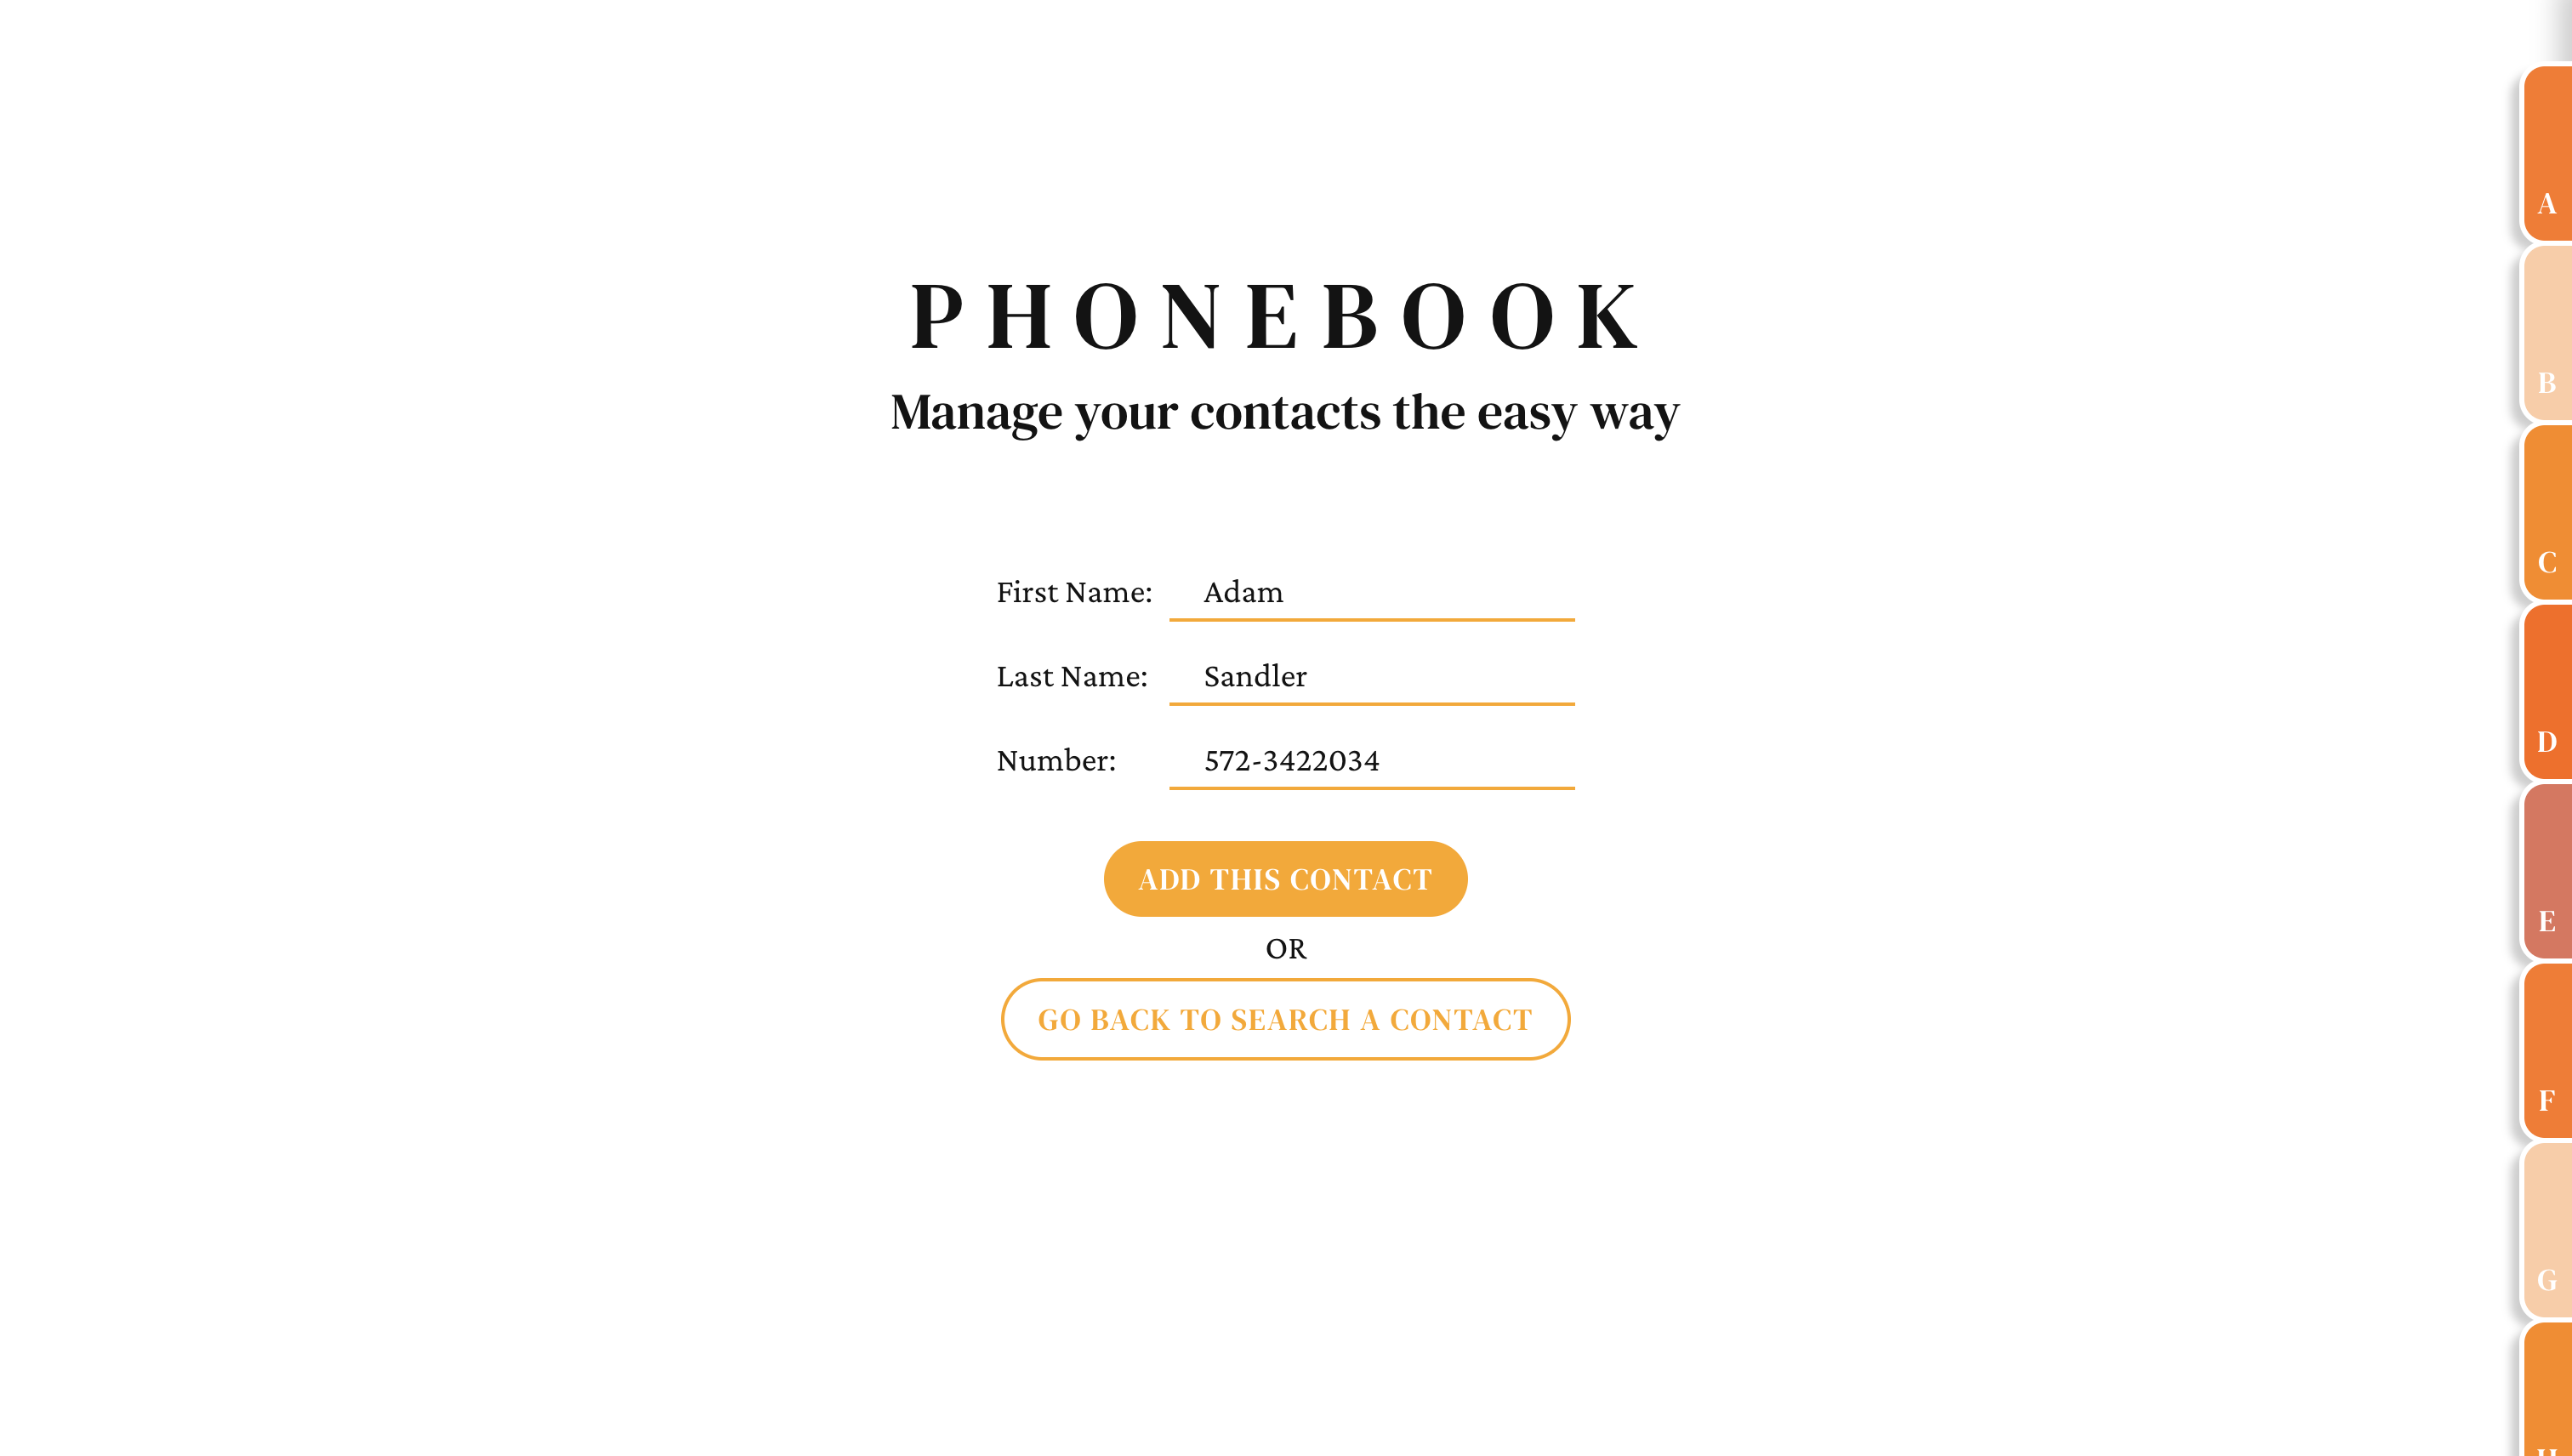 PHONEBOOK
Manage your contacts the easy way
First Name: Adam
Last Name: Sandler
Number: 572-3422034
ADD THIS CONTACT
OR
GO BACK TO SEARCH A CONTACT
A
B
C
D
E
F
G
H